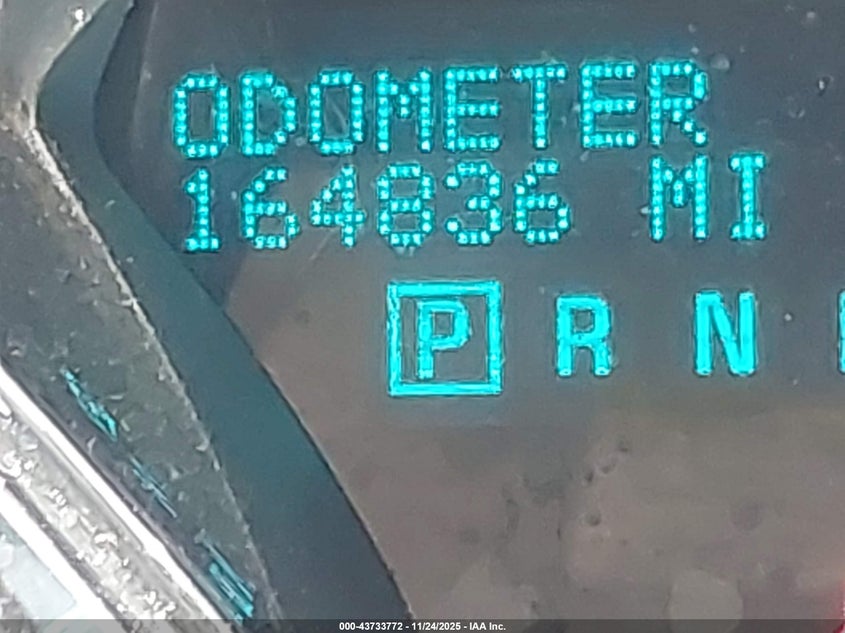 ODOMETER
164836 MI
P R N
000-43733772 - 11/24/2025 - IAA Inc.